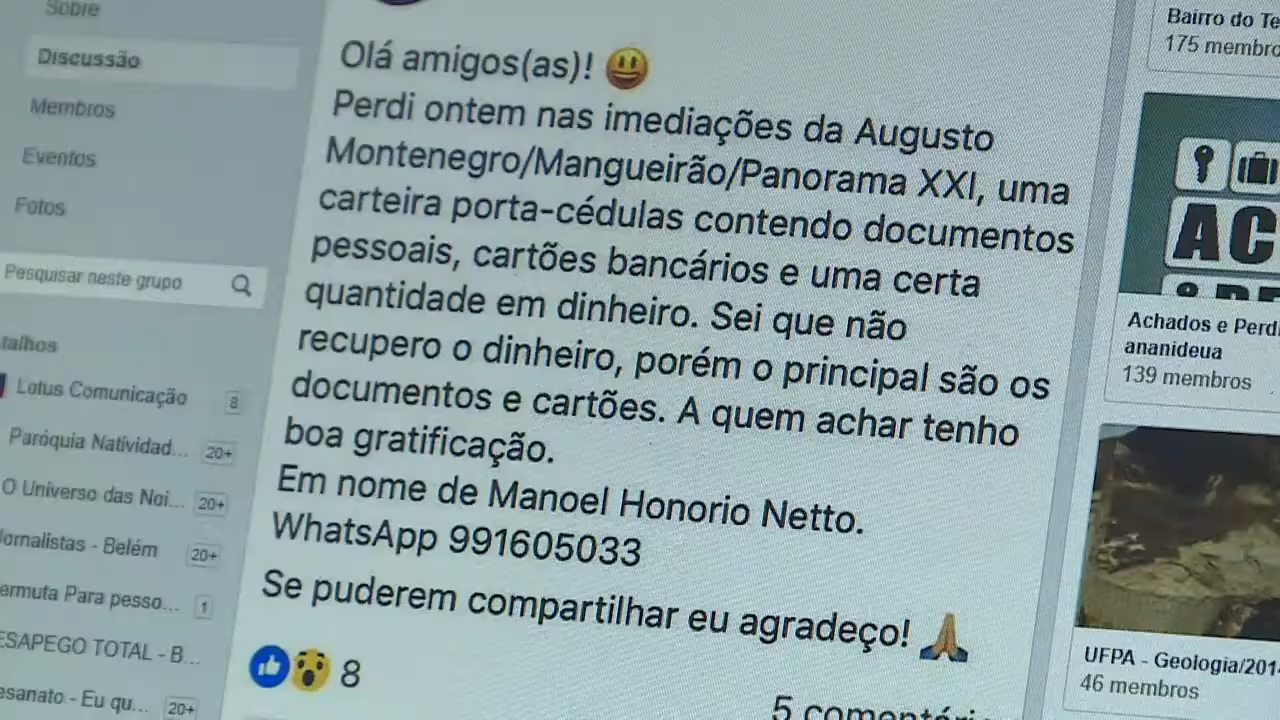 Sobre
Discussão
Membros
Eventos
Fotos
Pesquisar neste grupo
talhos
Lotus Comunicação 8
Paróquia Natividad... 20+
O Universo das Noi... 20+
Jornalistas - Belém 20+
ermuta Para pesso... 1
ESAPEGO TOTAL - B...
esanato - Eu qu... 20+
Olá amigos(as)! 😃
Perdi ontem nas imediações da Augusto
Montenegro/Mangueirão/Panorama XXI, uma
carteira porta-cédulas contendo documentos
pessoais, cartões bancários e uma certa
quantidade em dinheiro. Sei que não
recupero o dinheiro, porém o principal são os
documentos e cartões. A quem achar tenho
boa gratificação.
Em nome de Manoel Honorio Netto.
WhatsApp 991605033
Se puderem compartilhar eu agradeço! 🙏
8
5 comentári
Bairro do Te
175 membro
AC
Achados e Perdi
ananideua
139 membros
UFPA - Geologia/201
46 membros